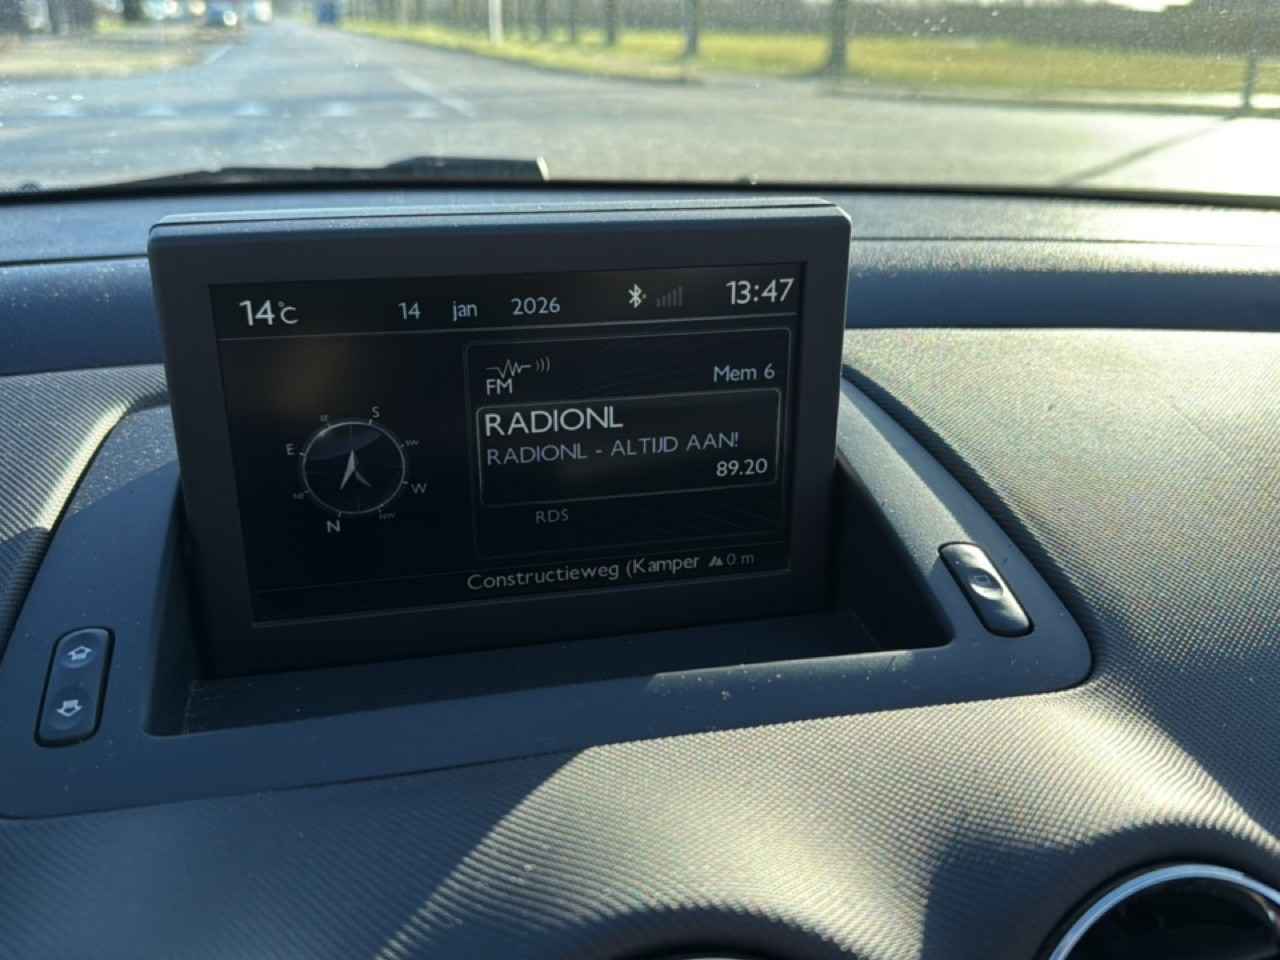 14°C 14 jan 2026 13:47
FM Mem 6
RADIONL
RADIONL - ALTIJD AAN!
89.20
RDS
Constructieweg (Kamper 0 m
S
E
W
N